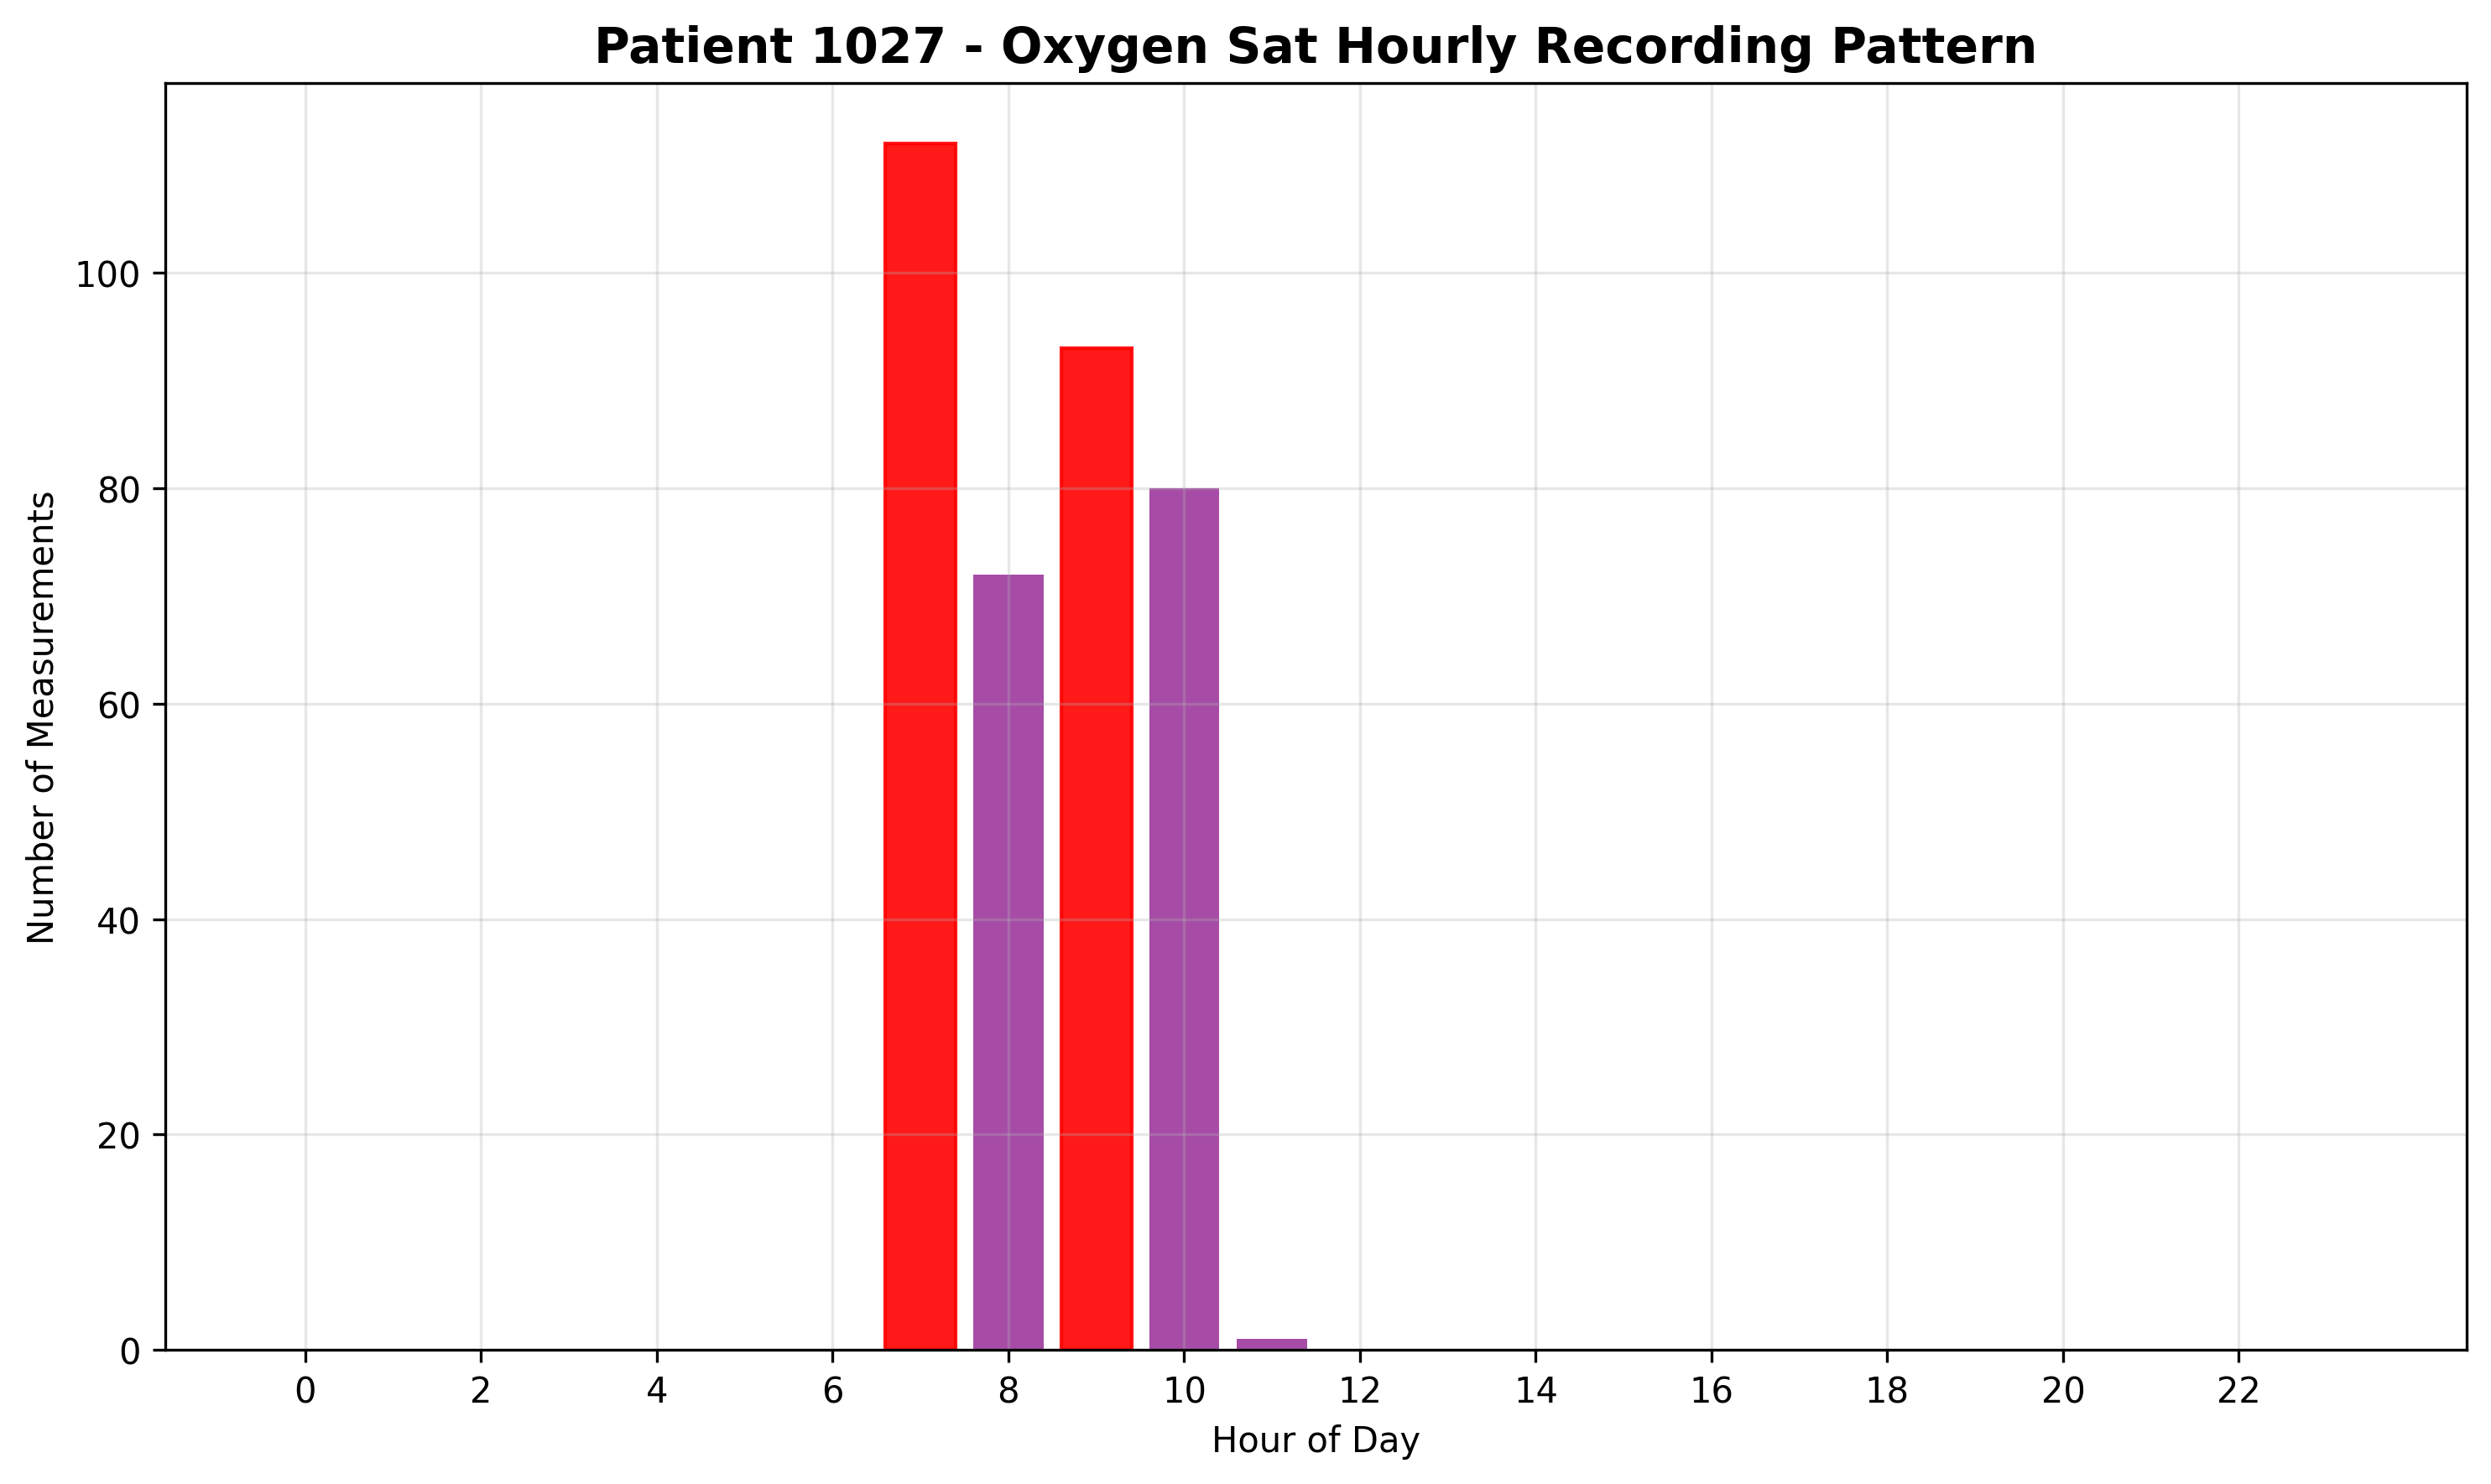 Patient 1027 - Oxygen Sat Hourly Recording Pattern
Number of Measurements
100
80
60
40
20
0
0 2 4 6 8 10 12 14 16 18 20 22
Hour of Day